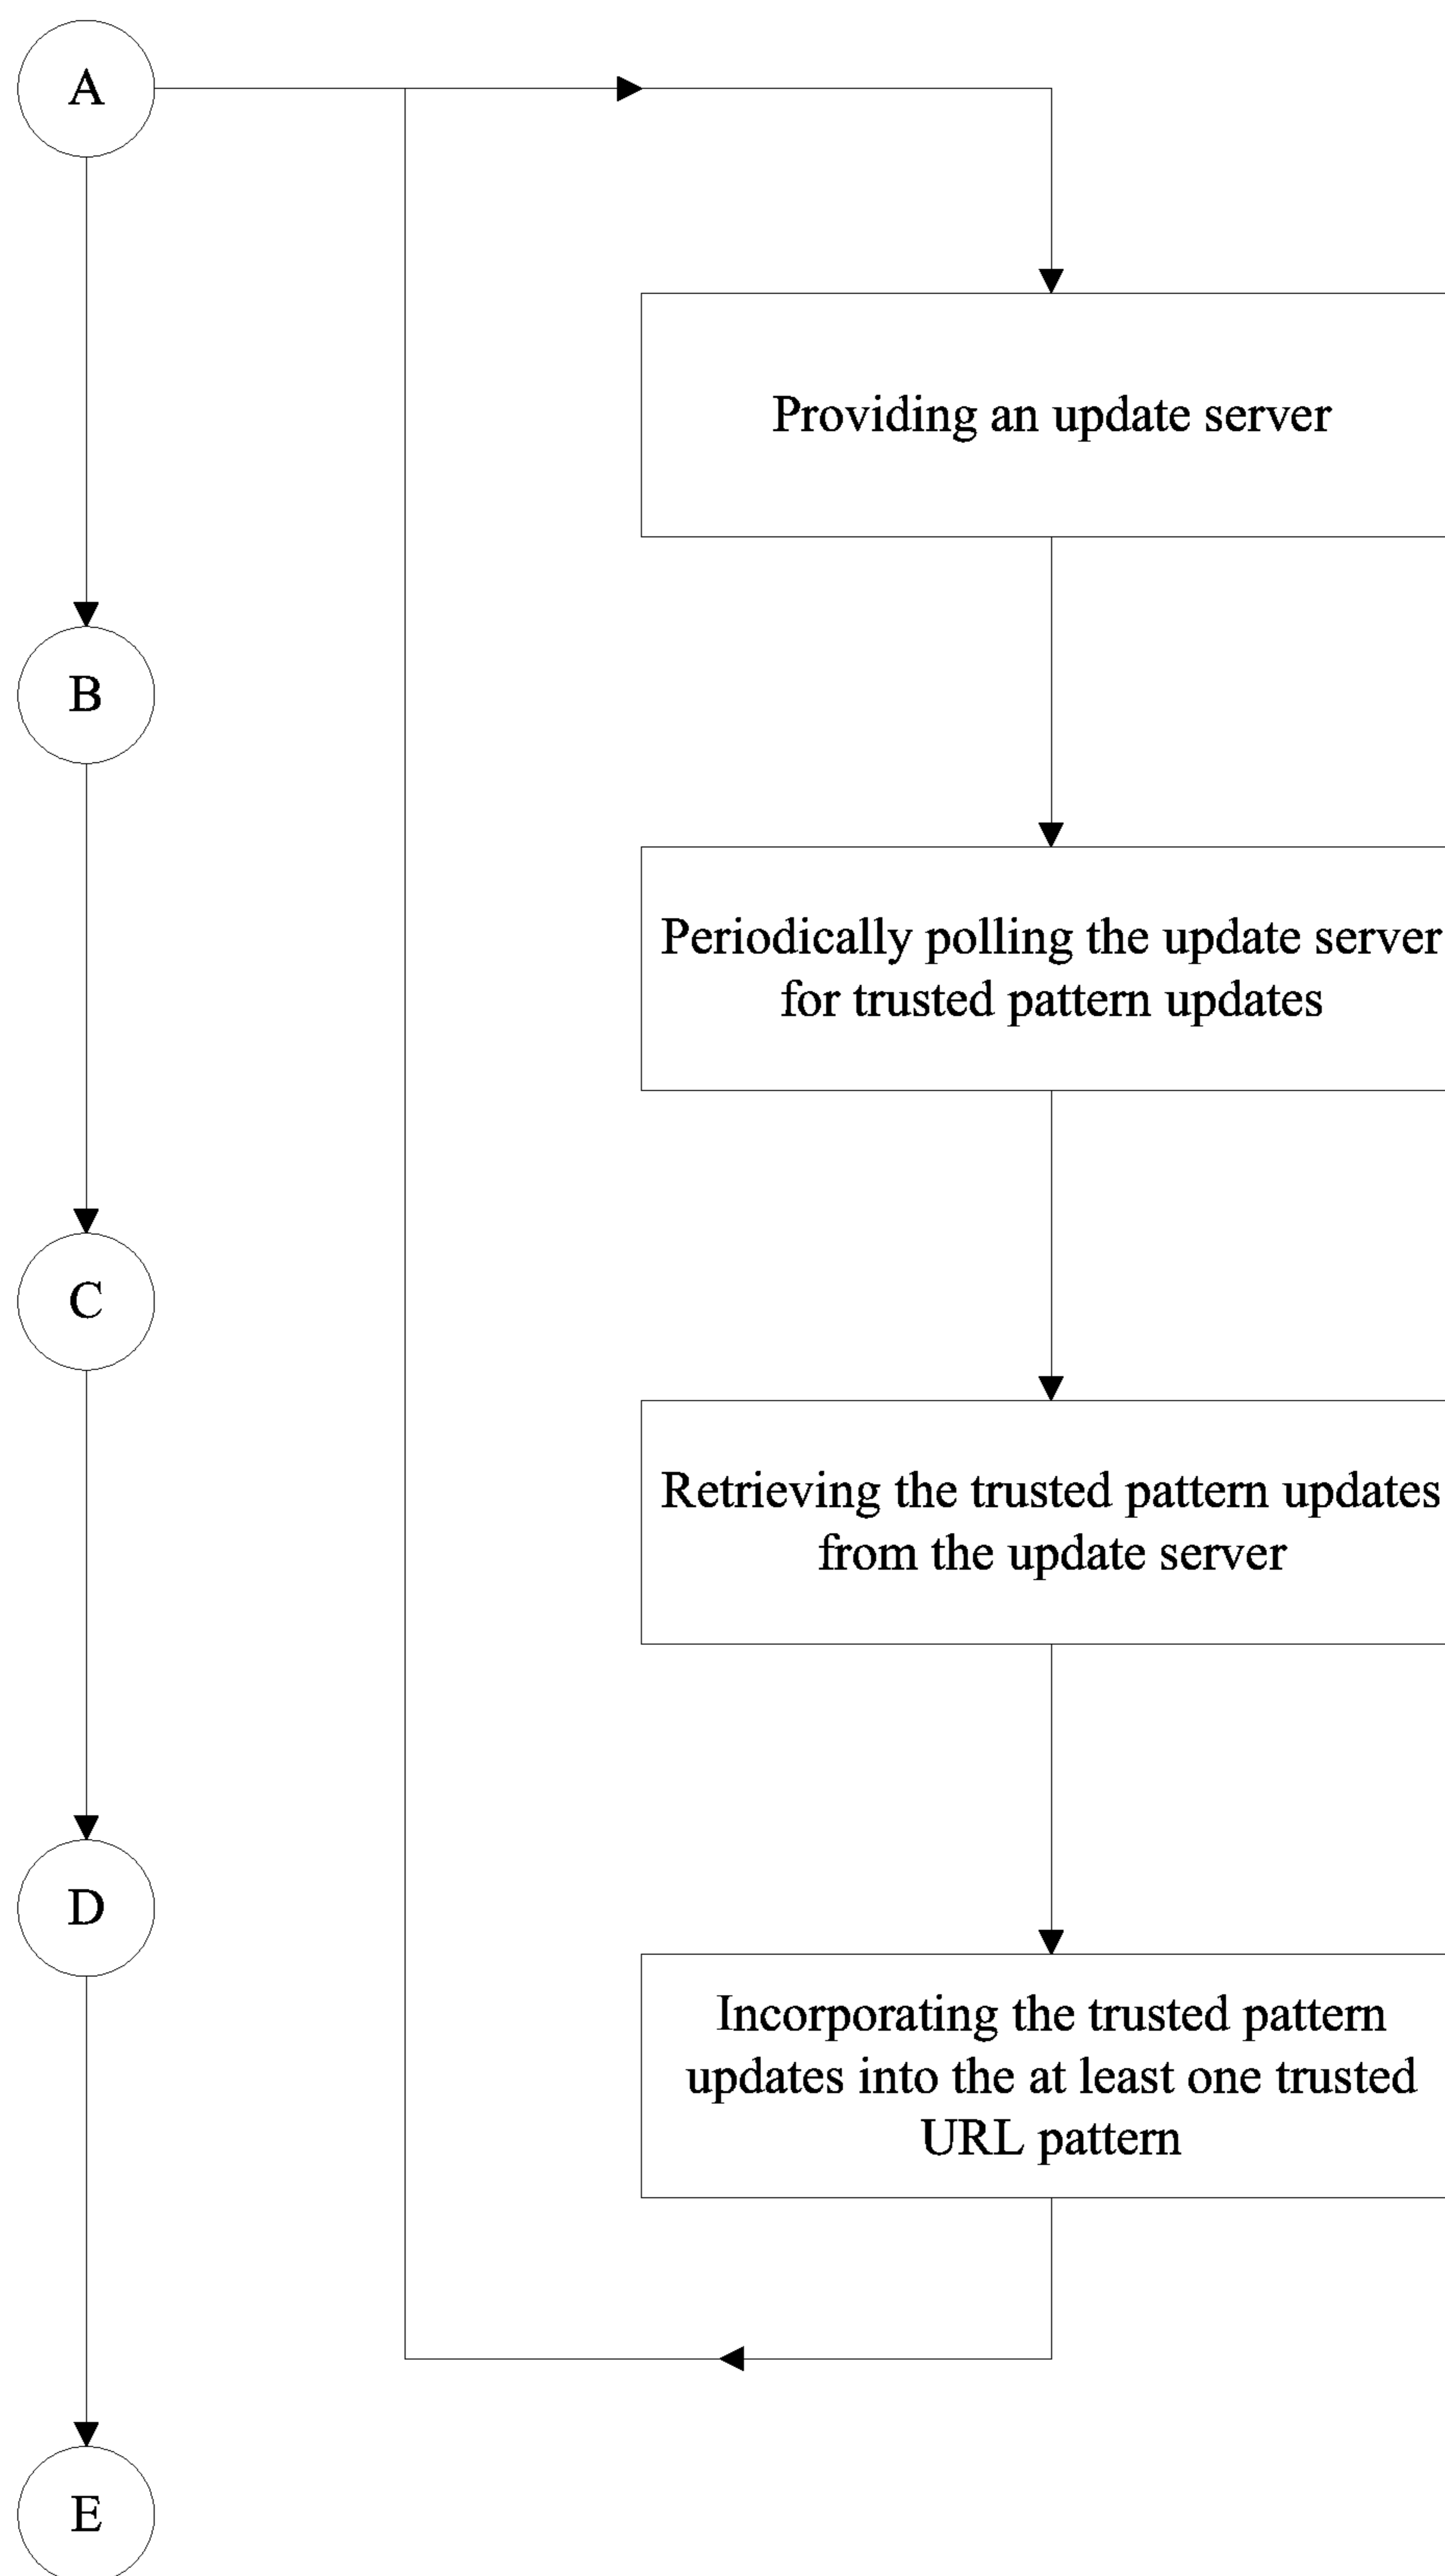 A
Providing an update server
B
Periodically polling the update server
for trusted pattern updates
C
Retrieving the trusted pattern updates
from the update server
D
Incorporating the trusted pattern
updates into the at least one trusted
URL pattern
E